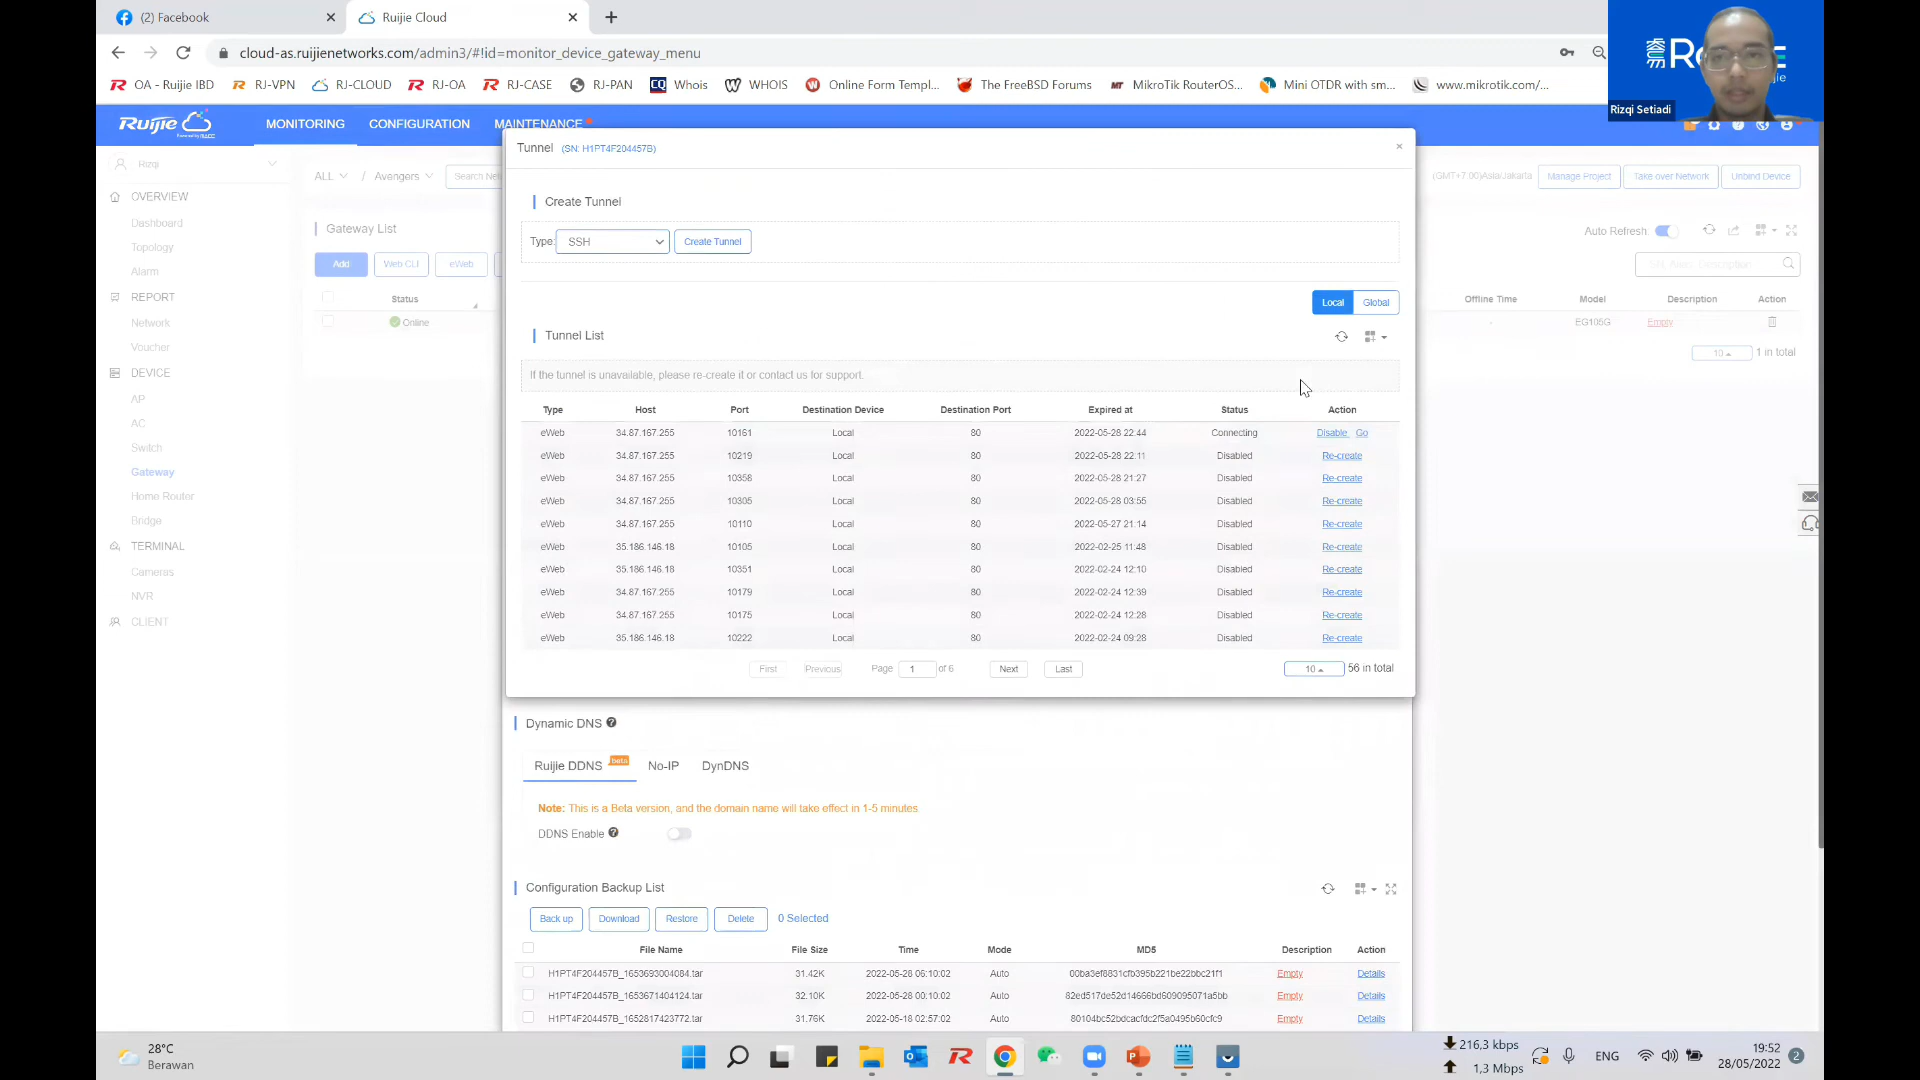 (2) Facebook
Ruijie Cloud
cloud-as.ruijienetworks.com/admin3/#!id=monitor_device_gateway_menu
OA - Ruijie IBD RJ-VPN RJ-CLOUD RJ-OA RJ-CASE RJ-PAN Whois WHOIS Online Form Templ... The FreeBSD Forums MikroTik RouterOS... Mini OTDR with sm... www.mikrotik.com/...
Rizqi Setiadi
Ruijie MONITORING CONFIGURATION MAINTENANCE
Rizqi
OVERVIEW
Dashboard
Topology
Alarm
REPORT
Network
Voucher
DEVICE
AP
AC
Switch
Gateway
Home Router
Bridge
TERMINAL
Cameras
NVR
CLIENT
ALL / Avengers
Gateway List
Add Web CLI eWeb
Status
Online
(GMT+7:00)Asia/Jakarta Manage Project Take over Network Unbind Device
Auto Refresh:
Offline Time Model Description Action
- EG105G Empty
10 1 in total
Tunnel (SN: H1PT4F204457B)
Create Tunnel
Type: SSH Create Tunnel
Local Global
Tunnel List
If the tunnel is unavailable, please re-create it or contact us for support.
Type Host Port Destination Device Destination Port Expired at Status Action
eWeb 34.87.167.255 10161 Local 80 2022-05-28 22:44 Connecting Disable Go
eWeb 34.87.167.255 10219 Local 80 2022-05-28 22:11 Disabled Re-create
eWeb 34.87.167.255 10358 Local 80 2022-05-28 21:27 Disabled Re-create
eWeb 34.87.167.255 10305 Local 80 2022-05-28 03:55 Disabled Re-create
eWeb 34.87.167.255 10110 Local 80 2022-05-27 21:14 Disabled Re-create
eWeb 35.186.146.18 10105 Local 80 2022-02-25 11:48 Disabled Re-create
eWeb 35.186.146.18 10351 Local 80 2022-02-24 12:10 Disabled Re-create
eWeb 34.87.167.255 10179 Local 80 2022-02-24 12:39 Disabled Re-create
eWeb 34.87.167.255 10175 Local 80 2022-02-24 12:28 Disabled Re-create
eWeb 35.186.146.18 10222 Local 80 2022-02-24 09:28 Disabled Re-create
First Previous Page 1 of 6 Next Last 10 56 in total
Dynamic DNS
Ruijie DDNS beta No-IP DynDNS
Note: This is a Beta version, and the domain name will take effect in 1-5 minutes
DDNS Enable
Configuration Backup List
Back up Download Restore Delete 0 Selected
File Name File Size Time Mode MD5 Description Action
H1PT4F204457B_1653693004084.tar 31.42K 2022-05-28 06:10:02 Auto 00ba3ef8831cfb395b221be22bbc21f1 Empty Details
H1PT4F204457B_1653671404124.tar 32.10K 2022-05-28 00:10:02 Auto 82ed517de52d14666bd609095071a5bb Empty Details
H1PT4F204457B_1652817423772.tar 31.76K 2022-05-18 02:57:02 Auto 80104bc52bdcacfdc2f5a0495b60cfc9 Empty Details
28°C
Berawan
216,3 kbps
1,3 Mbps
ENG
19:52
28/05/2022
2